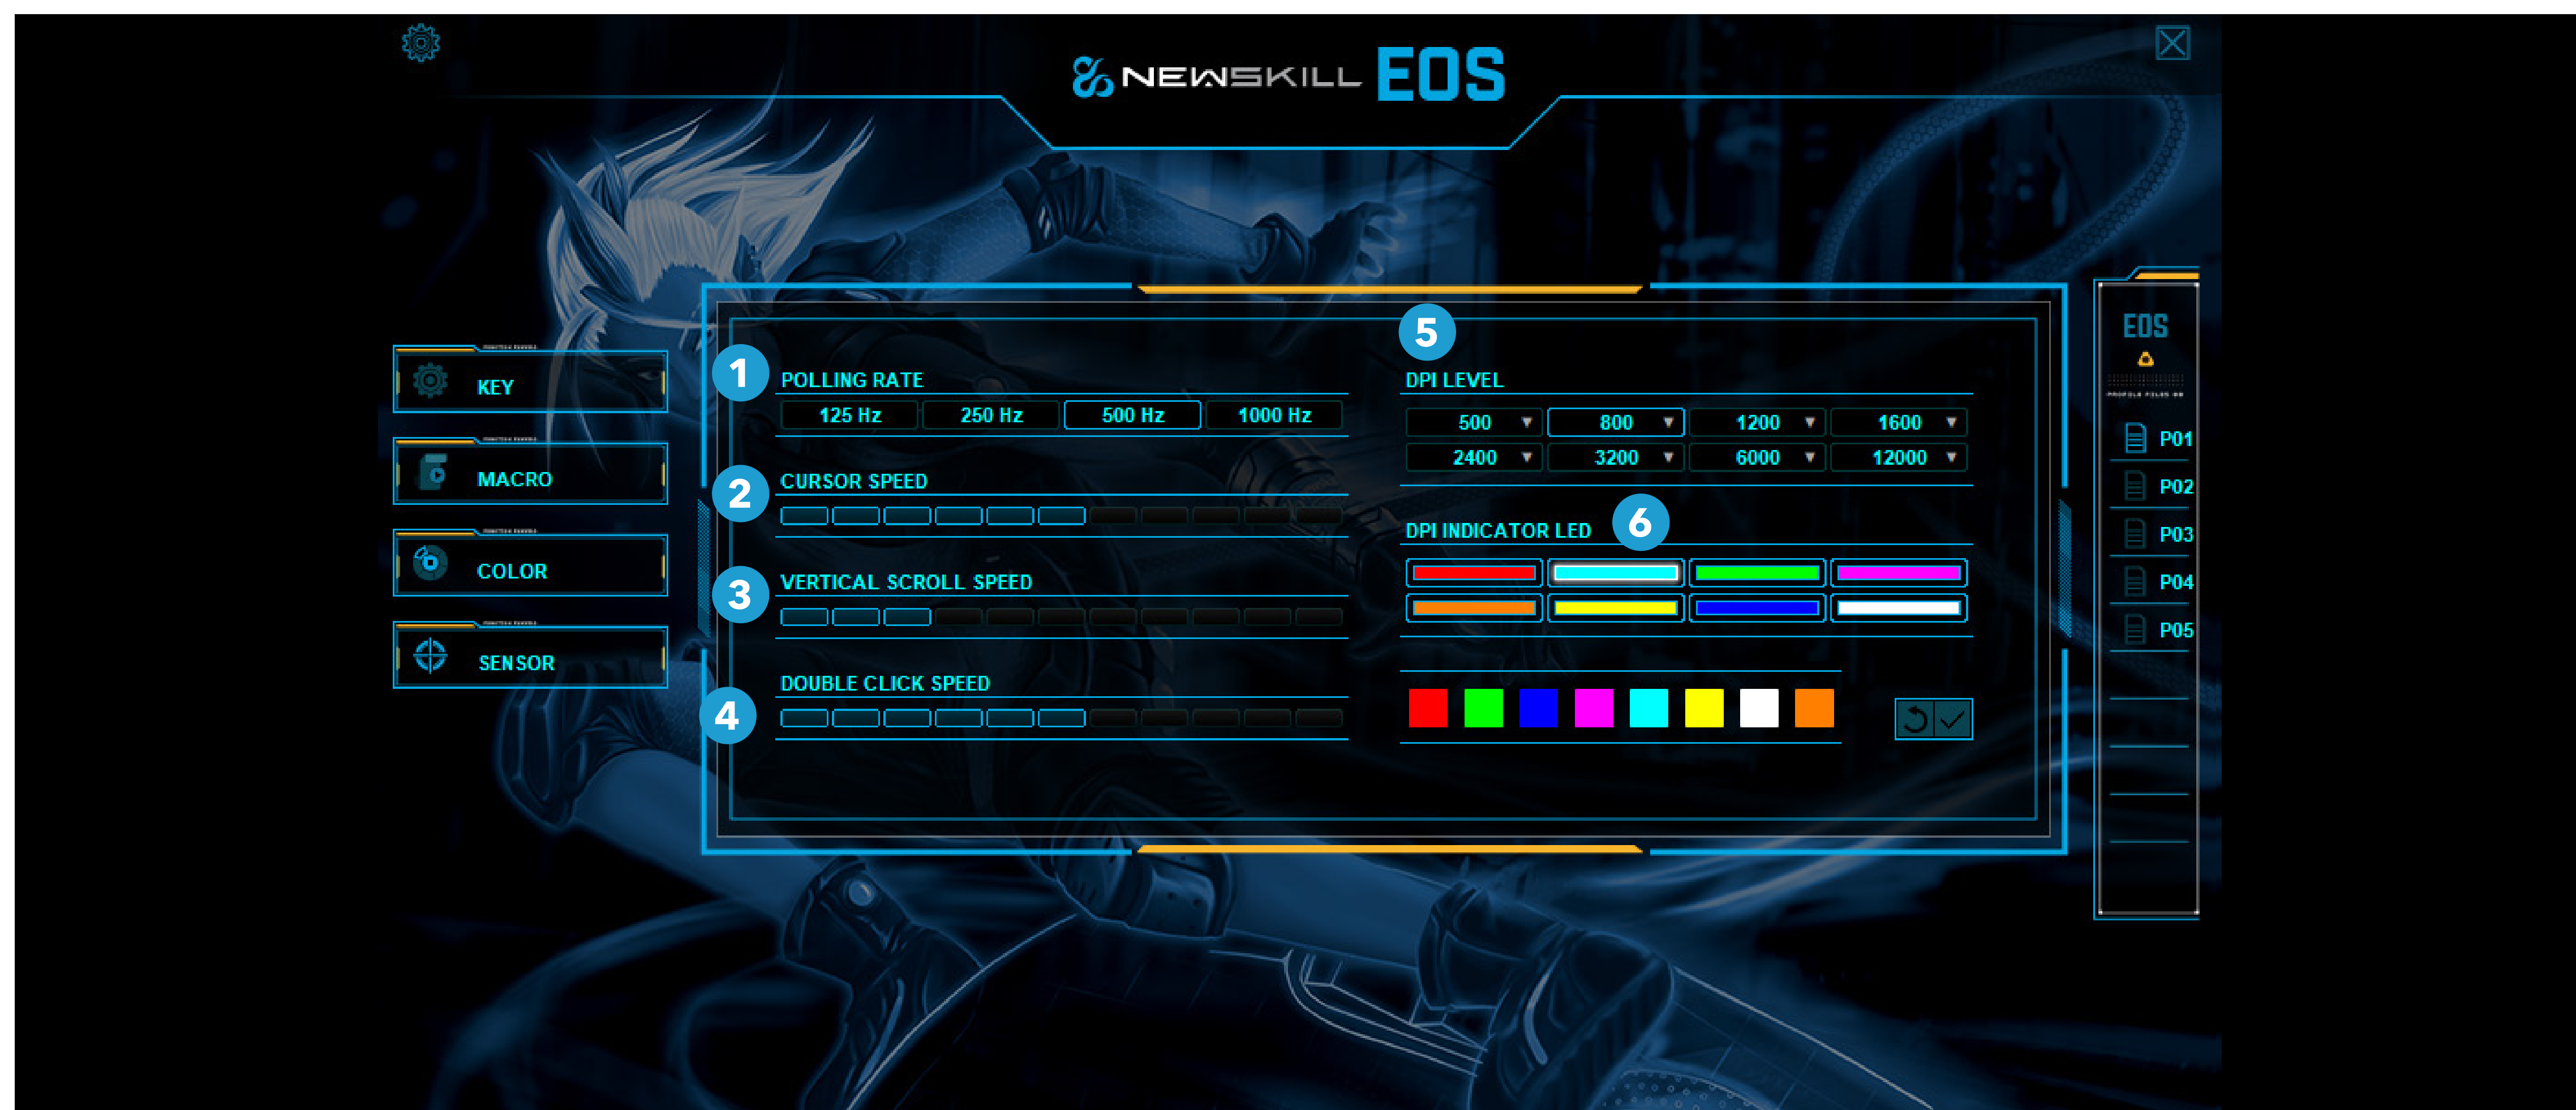 NEWSKILL EOS
KEY
MACRO
COLOR
SENSOR
1
POLLING RATE
125 Hz 250 Hz 500 Hz 1000 Hz
2
CURSOR SPEED
3
VERTICAL SCROLL SPEED
4
DOUBLE CLICK SPEED
5
DPI LEVEL
500 800 1200 1600
2400 3200 6000 12000
DPI INDICATOR LED 6
EOS
P01
P02
P03
P04
P05